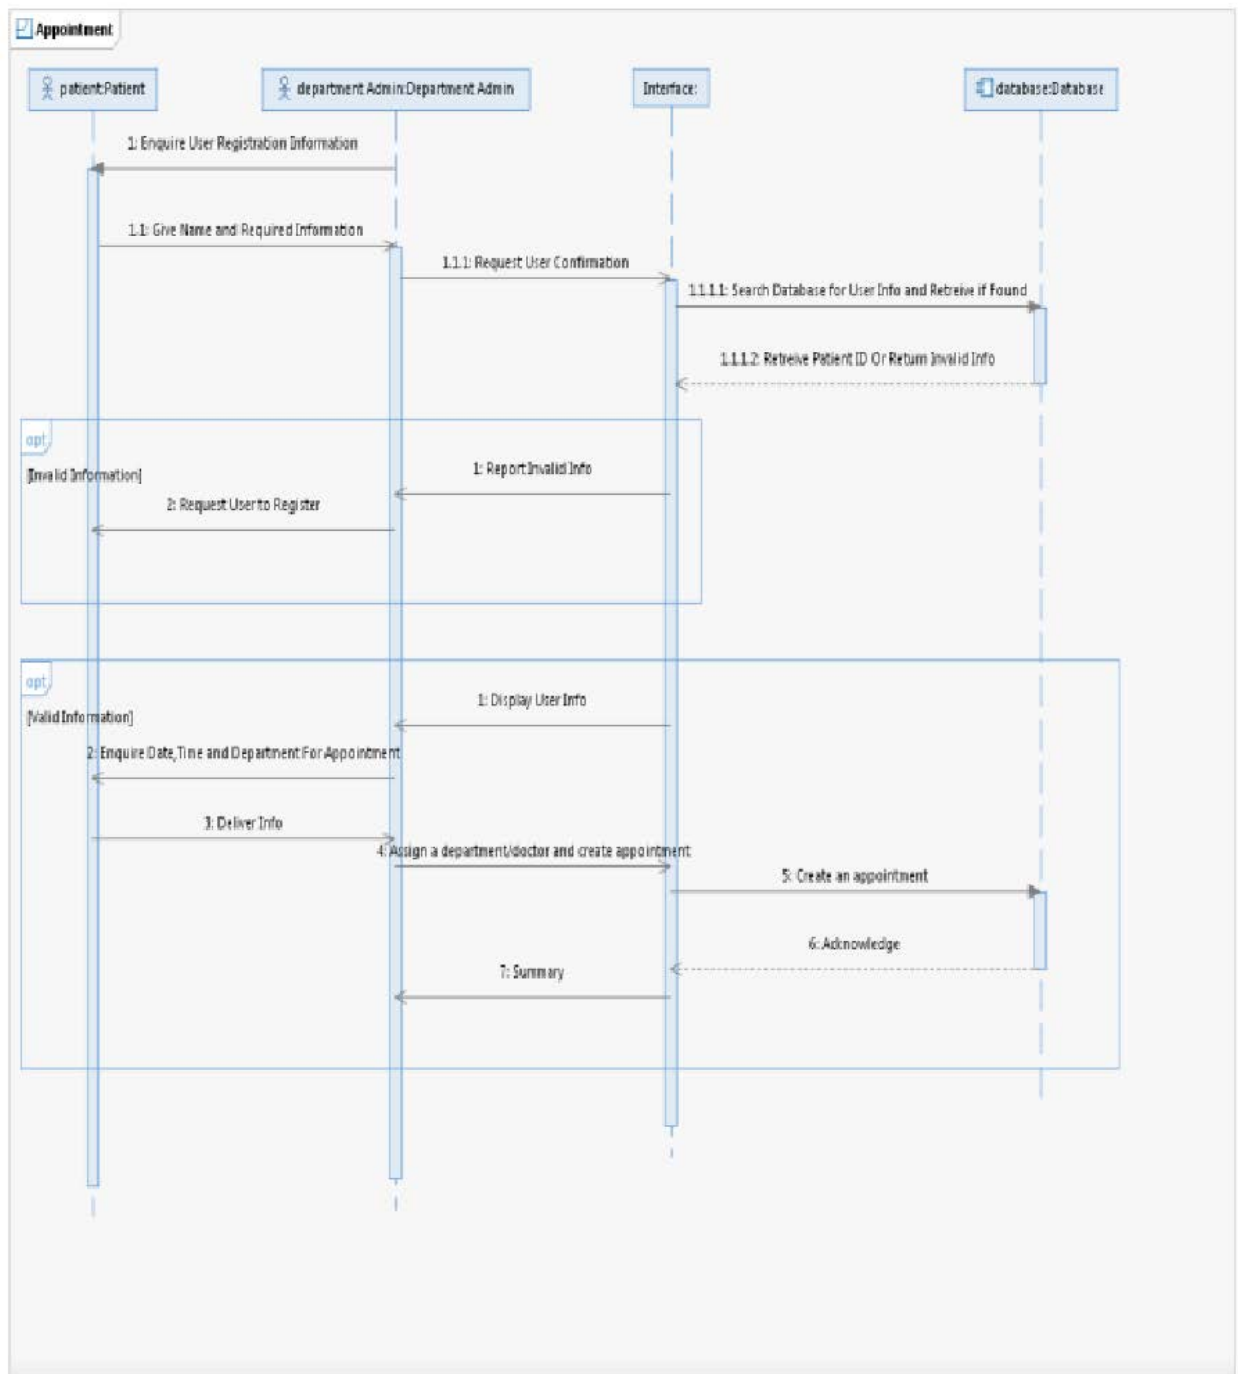 Appointment
patient:Patient
department Admin:Department Admin
Interface:
database:Database
1: Enquire User Registration Information
1.1: Give Name and Required Information
1.1.1: Request User Confirmation
1.1.1.1: Search Database for User Info and Retreive if Found
1.1.1.2: Retreive Patient ID Or Return Invalid Info
opt
[Invalid Information]
1: Report Invalid Info
2: Request User to Register
opt
[Valid Information]
1: Display User Info
2: Enquire Date,Time and Department For Appointment
3: Deliver Info
4: Assign a department/doctor and create appointment
5: Create an appointment
6: Acknowledge
7: Summary